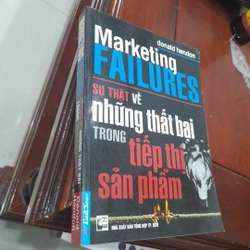 donald hendon
Marketing
FAILURES
SỰ THẬT VỀ
những thất bại
TRONG
tiếp thị
sản phẩm
NHÀ XUẤT BẢN TỔNG HỢP TP. HCM